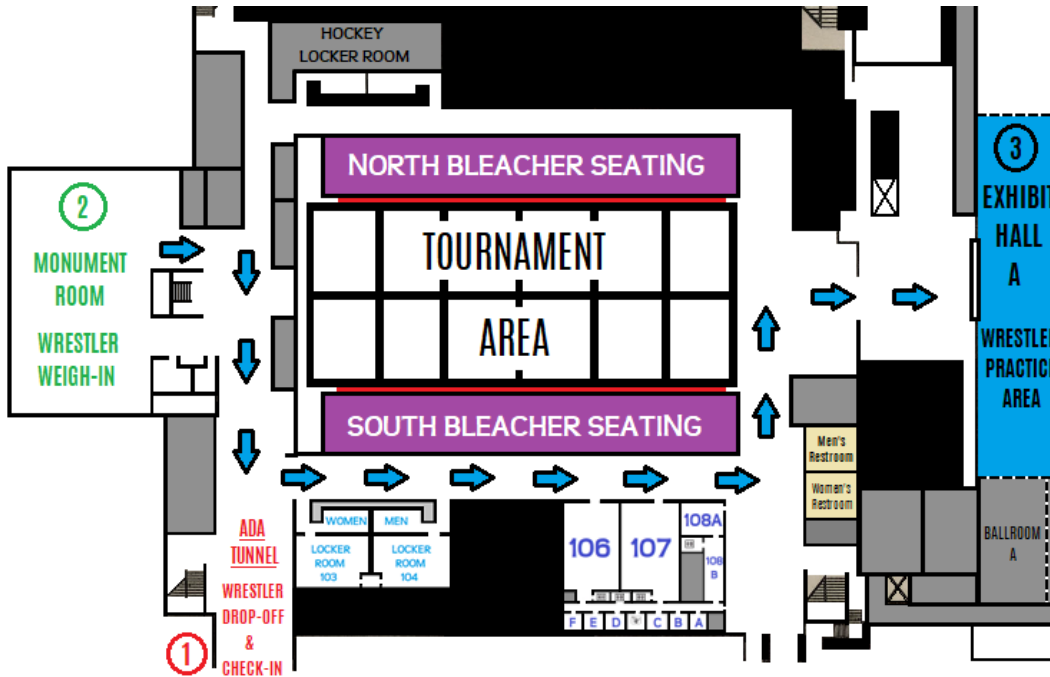 HOCKEY
LOCKER ROOM
NORTH BLEACHER SEATING
TOURNAMENT
AREA
SOUTH BLEACHER SEATING
2
MONUMENT
ROOM
WRESTLER
WEIGH-IN
3
EXHIBIT
HALL
A
WRESTLER
PRACTICE
AREA
Men's
Restroom
Women's
Restroom
BALLROOM
A
ADA
TUNNEL
WRESTLER
DROP-OFF
&
CHECK-IN
1
WOMEN
MEN
LOCKER
ROOM
103
LOCKER
ROOM
104
106
107
108A
108
B
F E D C B A